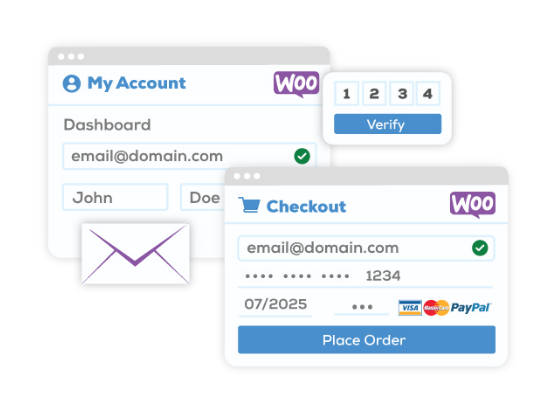 My Account
WOO
1 2 3 4
Verify
Dashboard
email@domain.com
John
Doe
Checkout
WOO
email@domain.com
•••• •••• •••• 1234
07/2025
•••
VISA MasterCard PayPal
Place Order